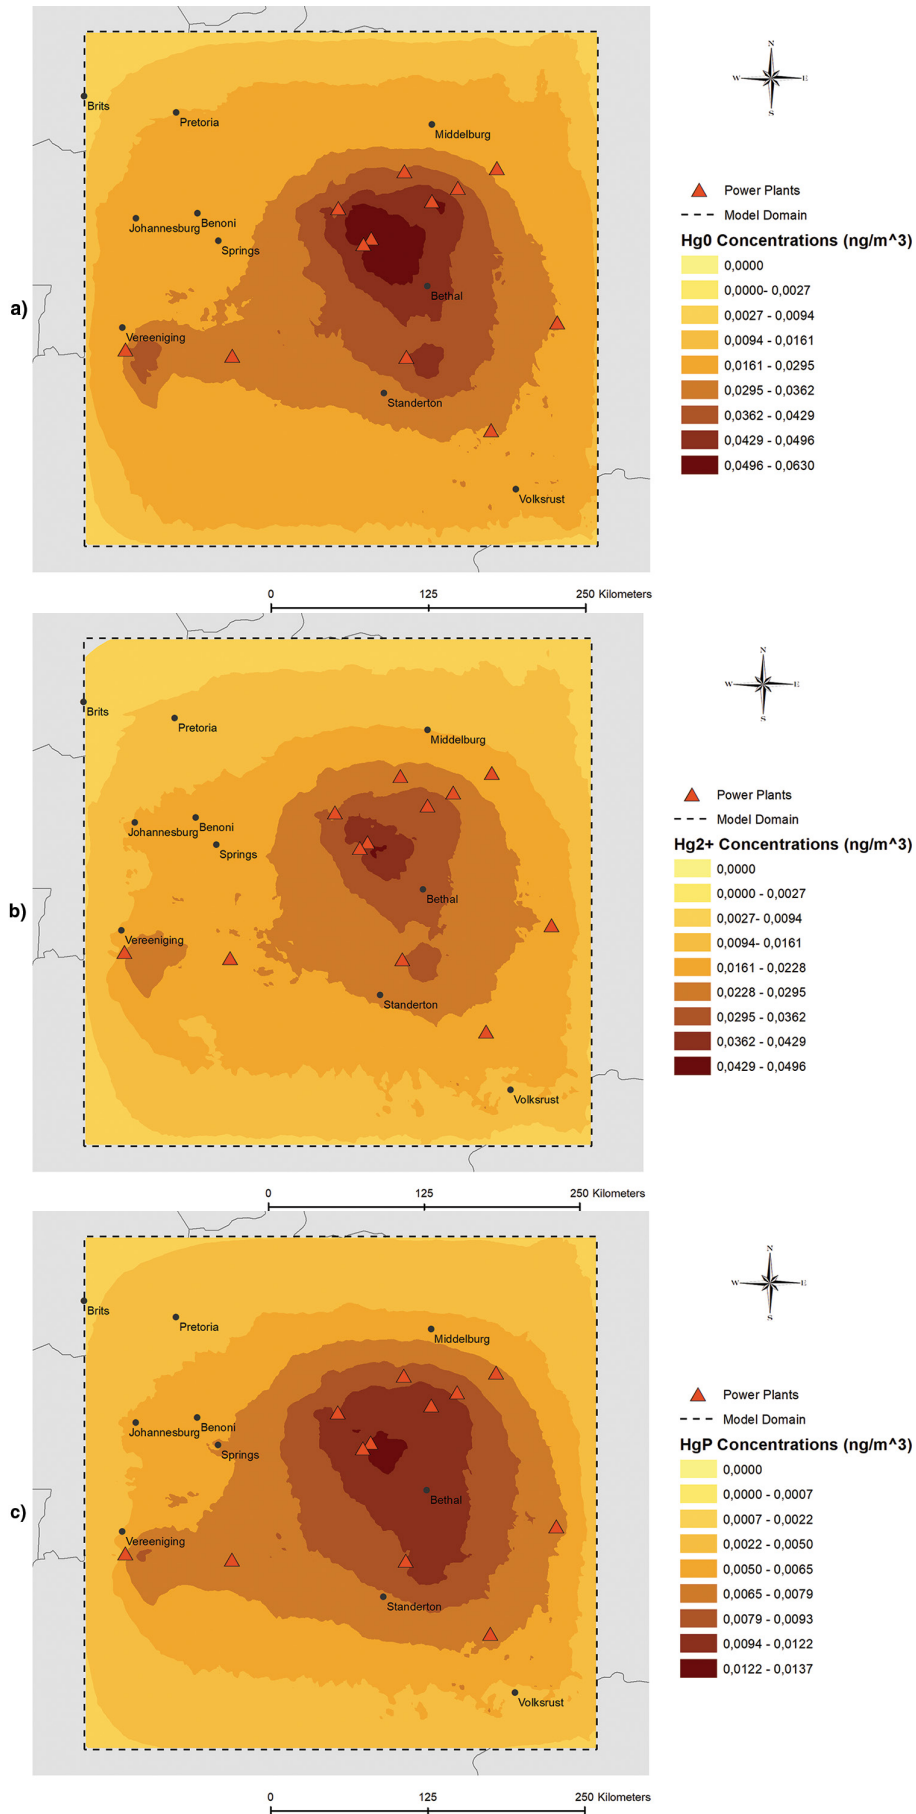 a)
Brits
Pretoria
Middelburg
Johannesburg
Benoni
Springs
Bethal
Vereeniging
Standerton
Volksrust
N
W
E
S
Power Plants
Model Domain
Hg0 Concentrations (ng/m^3)
0,0000
0,0000- 0,0027
0,0027 - 0,0094
0,0094 - 0,0161
0,0161 - 0,0295
0,0295 - 0,0362
0,0362 - 0,0429
0,0429 - 0,0496
0,0496 - 0,0630
0 125 250 Kilometers
b)
Brits
Pretoria
Middelburg
Johannesburg
Benoni
Springs
Bethal
Vereeniging
Standerton
Volksrust
N
W
E
S
Power Plants
Model Domain
Hg2+ Concentrations (ng/m^3)
0,0000
0,0000 - 0,0027
0,0027- 0,0094
0,0094- 0,0161
0,0161 - 0,0228
0,0228 - 0,0295
0,0295 - 0,0362
0,0362 - 0,0429
0,0429 - 0,0496
0 125 250 Kilometers
c)
Brits
Pretoria
Middelburg
Johannesburg
Benoni
Springs
Bethal
Vereeniging
Standerton
Volksrust
N
W
E
S
Power Plants
Model Domain
HgP Concentrations (ng/m^3)
0,0000
0,0000 - 0,0007
0,0007 - 0,0022
0,0022 - 0,0050
0,0050 - 0,0065
0,0065 - 0,0079
0,0079 - 0,0093
0,0094 - 0,0122
0,0122 - 0,0137
0 125 250 Kilometers